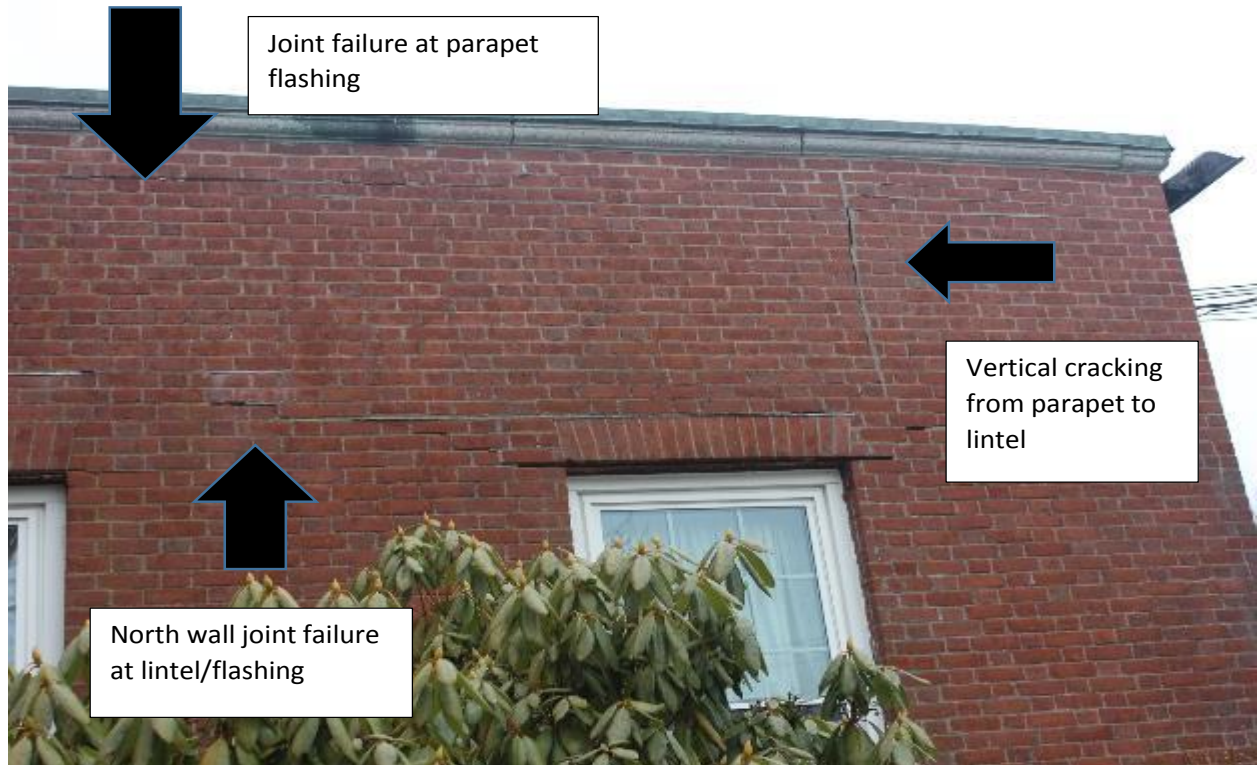 Joint failure at parapet
flashing
Vertical cracking
from parapet to
lintel
North wall joint failure
at lintel/flashing